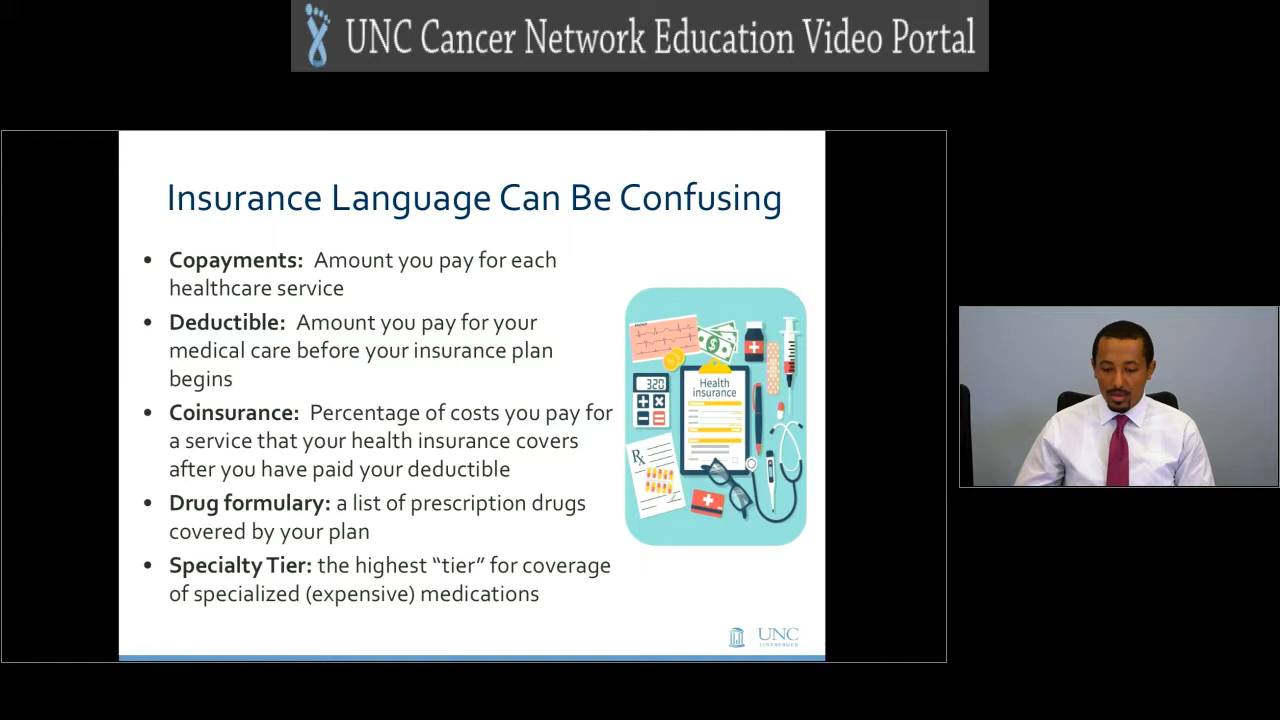 UNC Cancer Network Education Video Portal
Insurance Language Can Be Confusing
• Copayments: Amount you pay for each
healthcare service
• Deductible: Amount you pay for your
medical care before your insurance plan
begins
• Coinsurance: Percentage of costs you pay for
a service that your health insurance covers
after you have paid your deductible
• Drug formulary: a list of prescription drugs
covered by your plan
• Specialty Tier: the highest “tier” for coverage
of specialized (expensive) medications
320
Health
insurance
Rx
UNC
LINEBERGER